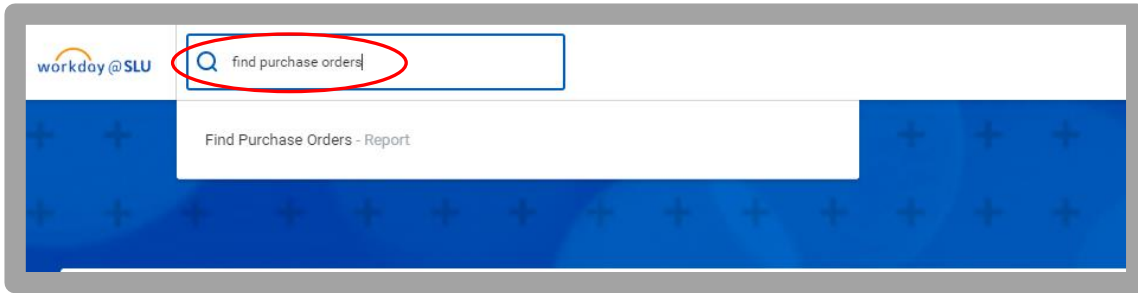 workday@SLU
find purchase orders
Find Purchase Orders - Report